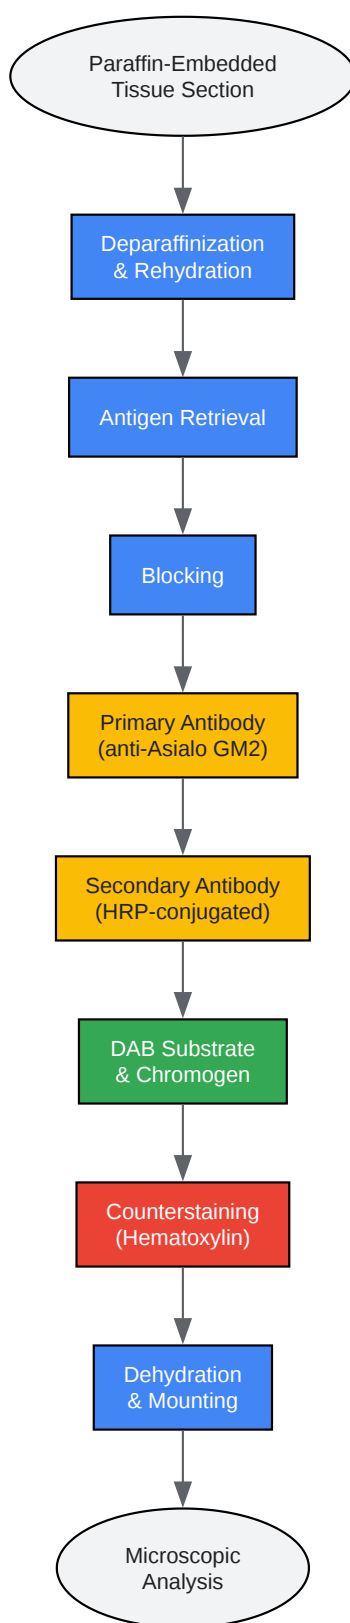 Paraffin-Embedded
Tissue Section
Deparaffinization
& Rehydration
Antigen Retrieval
Blocking
Primary Antibody
(anti-Asialo GM2)
Secondary Antibody
(HRP-conjugated)
DAB Substrate
& Chromogen
Counterstaining
(Hematoxylin)
Dehydration
& Mounting
Microscopic
Analysis